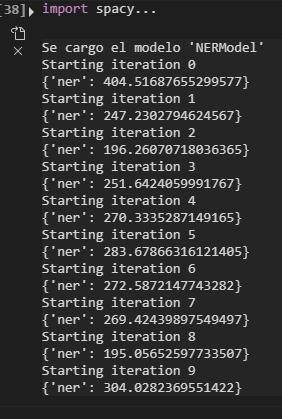 [38] import spacy...
Se cargo el modelo 'NERModel'
Starting iteration 0
{'ner': 404.51687655299577}
Starting iteration 1
{'ner': 247.2302794624567}
Starting iteration 2
{'ner': 196.26070718036365}
Starting iteration 3
{'ner': 251.6424059991767}
Starting iteration 4
{'ner': 270.3335287149165}
Starting iteration 5
{'ner': 283.67866316121405}
Starting iteration 6
{'ner': 272.5872147743282}
Starting iteration 7
{'ner': 269.42439897549497}
Starting iteration 8
{'ner': 195.05652597733507}
Starting iteration 9
{'ner': 304.0282369551422}